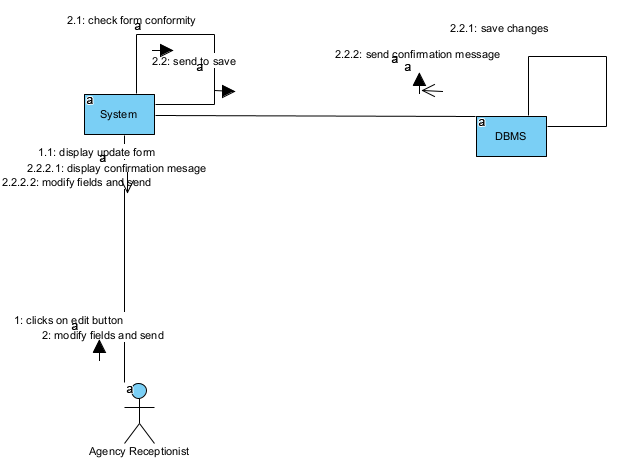 2.1: check form conformity
a
2.2.1: save changes
2.2: send to save
a
2.2.2: send confirmation message
a
a
a
System
a
DBMS
1.1: display update form
a
2.2.2.1: display confirmation mesage
2.2.2.2: modify fields and send
1: clicks on edit button
a
2: modify fields and send
a
Agency Receptionist